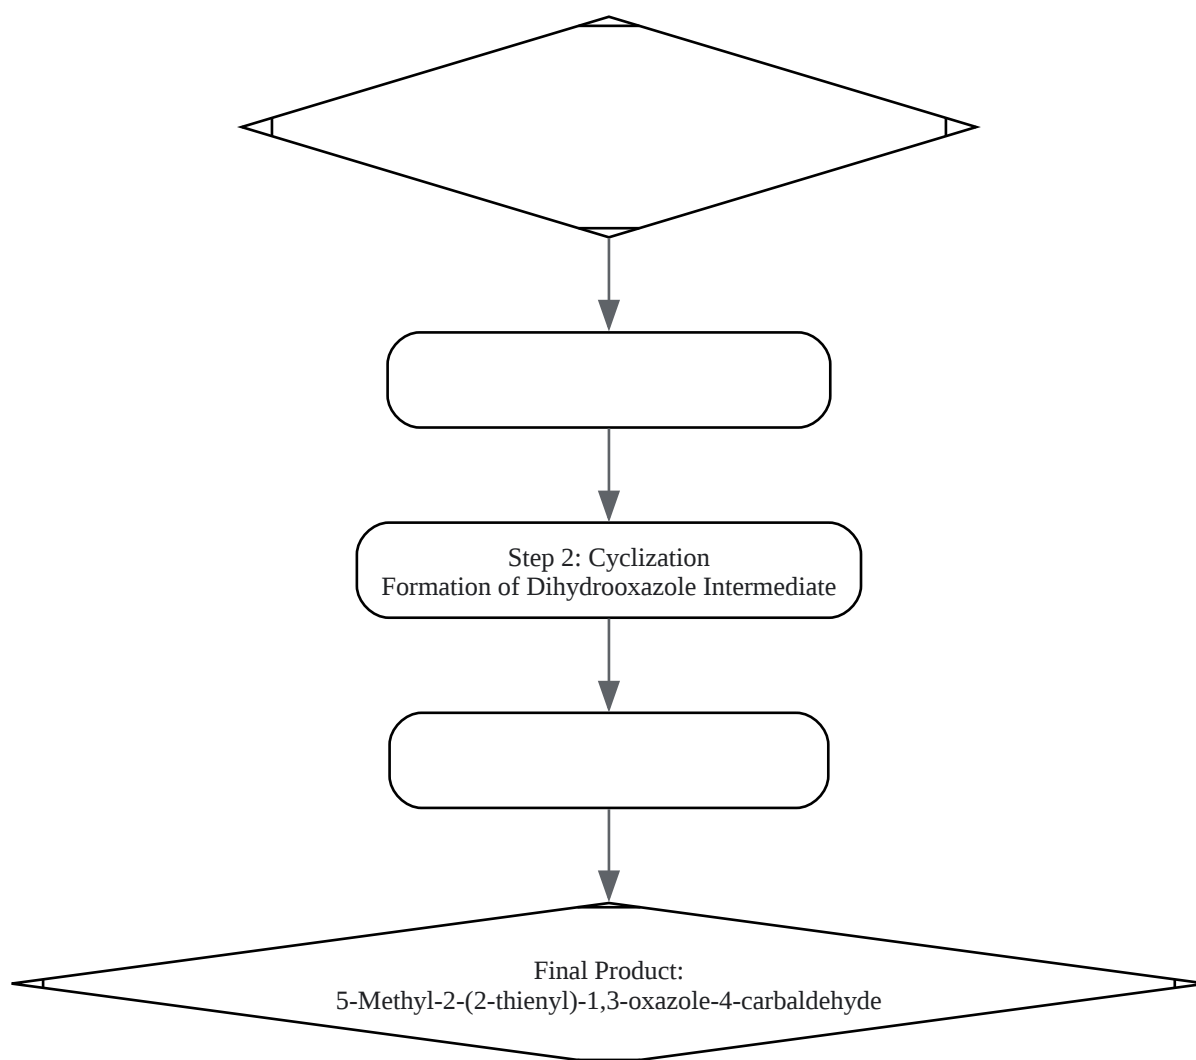 Step 2: Cyclization
Formation of Dihydrooxazole Intermediate
Final Product:
5-Methyl-2-(2-thienyl)-1,3-oxazole-4-carbaldehyde